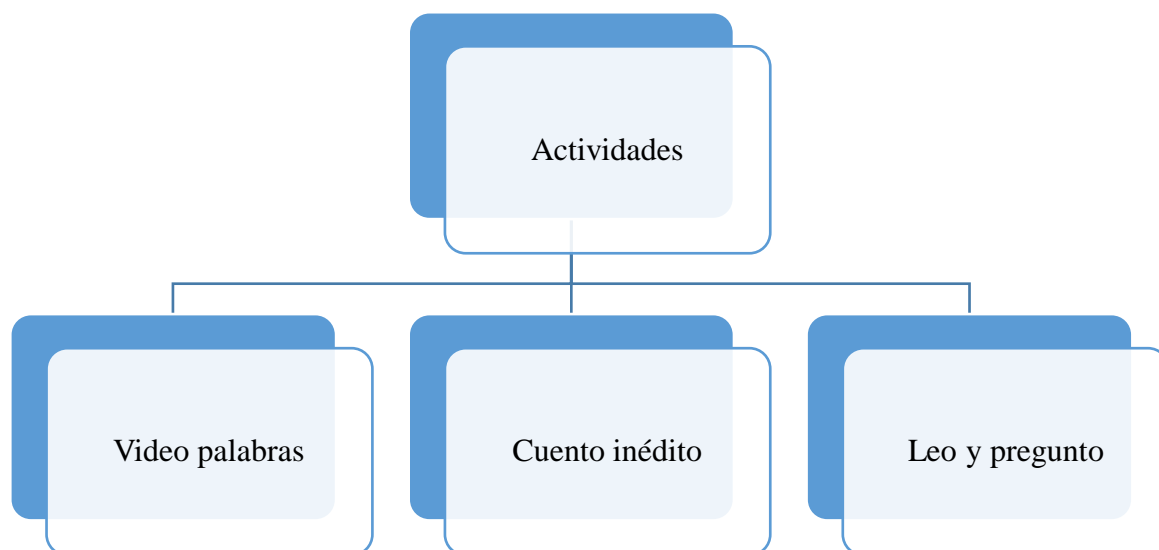 Actividades
Video palabras
Cuento inédito
Leo y pregunto